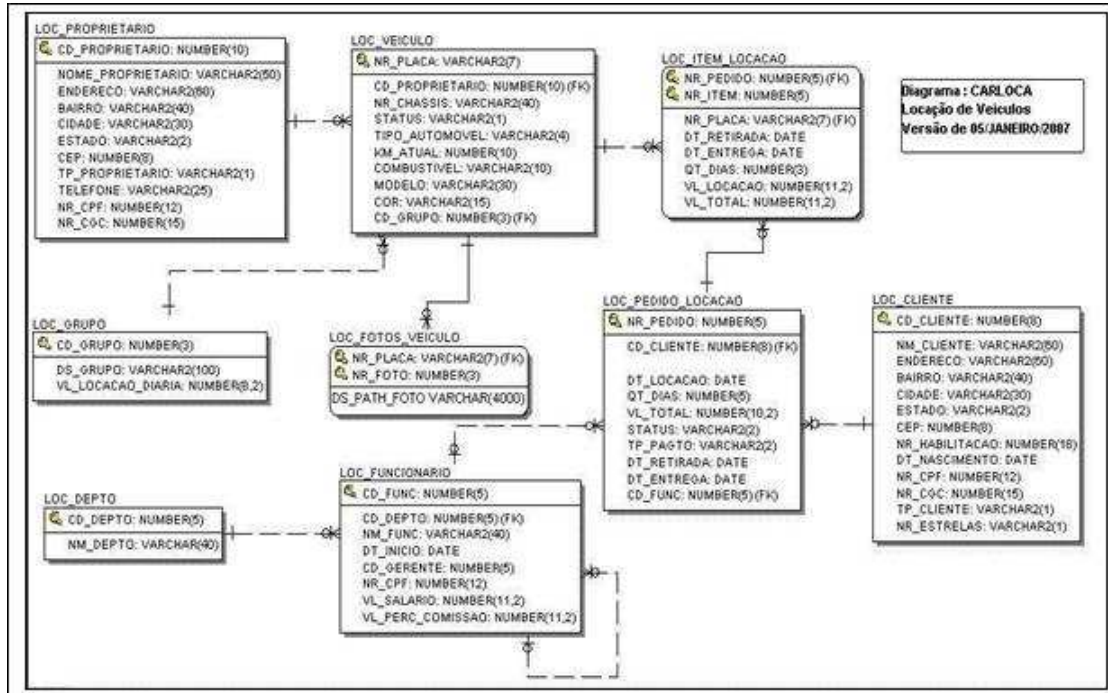 LOC_PROPRIETARIO
CD_PROPRIETARIO: NUMBER(10)
NOME_PROPRIETARIO: VARCHAR2(50)
ENDERECO: VARCHAR2(60)
BAIRRO: VARCHAR2(40)
CIDADE: VARCHAR2(30)
ESTADO: VARCHAR2(2)
CEP: NUMBER(8)
TP_PROPRIETARIO: VARCHAR2(1)
TELEFONE: VARCHAR2(25)
NR_CPF: NUMBER(12)
NR_CGC: NUMBER(15)
LOC_VEICULO
NR_PLACA: VARCHAR2(7)
CD_PROPRIETARIO: NUMBER(10)(FK)
NR_CHASSIS: VARCHAR2(40)
STATUS: VARCHAR2(1)
TIPO_AUTOMOVEL: VARCHAR2(4)
KM_ATUAL: NUMBER(10)
COMBUSTIVEL: VARCHAR2(10)
MODELO: VARCHAR2(30)
COR: VARCHAR2(15)
CD_GRUPO: NUMBER(3)(FK)
LOC_ITEM_LOCACAO
NR_PEDIDO: NUMBER(5)(FK)
NR_ITEM: NUMBER(5)
NR_PLACA: VARCHAR2(7)(FK)
DT_RETIRADA: DATE
DT_ENTREGA: DATE
QT_DIAS: NUMBER(3)
VL_LOCACAO: NUMBER(11,2)
VL_TOTAL: NUMBER(11,2)
Diagrama : CARLOCA
Locação de Veiculos
Versão de 05/JANEIRO/2007
LOC_GRUPO
CD_GRUPO: NUMBER(3)
DS_GRUPO: VARCHAR2(100)
VL_LOCACAO_DIARIA: NUMBER(8,2)
LOC_FOTOS_VEICULO
NR_PLACA: VARCHAR2(7)(FK)
NR_FOTO: NUMBER(3)
DS_PATH_FOTO VARCHAR(4000)
LOC_PEDIDO_LOCACAO
NR_PEDIDO: NUMBER(5)
CD_CLIENTE: NUMBER(8)(FK)
DT_LOCACAO: DATE
QT_DIAS: NUMBER(5)
VL_TOTAL: NUMBER(10,2)
STATUS: VARCHAR2(2)
TP_PAGTO: VARCHAR2(2)
DT_RETIRADA: DATE
DT_ENTREGA: DATE
CD_FUNC: NUMBER(5)(FK)
LOC_CLIENTE
CD_CLIENTE: NUMBER(8)
NM_CLIENTE: VARCHAR2(60)
ENDERECO: VARCHAR2(50)
BAIRRO: VARCHAR2(40)
CIDADE: VARCHAR2(30)
ESTADO: VARCHAR2(2)
CEP: NUMBER(8)
NR_HABILITACAO: NUMBER(18)
DT_NASCIMENTO: DATE
NR_CPF: NUMBER(12)
NR_CGC: NUMBER(15)
TP_CLIENTE: VARCHAR2(1)
NR_ESTRELAS: VARCHAR2(1)
LOC_DEPTO
CD_DEPTO: NUMBER(5)
NM_DEPTO: VARCHAR(40)
LOC_FUNCIONARIO
CD_FUNC: NUMBER(5)
CD_DEPTO: NUMBER(5)(FK)
NM_FUNC: VARCHAR2(40)
DT_INICIO: DATE
CD_GERENTE: NUMBER(5)
NR_CPF: NUMBER(12)
VL_SALARIO: NUMBER(11,2)
VL_PERC_COMISSAO: NUMBER(11,2)